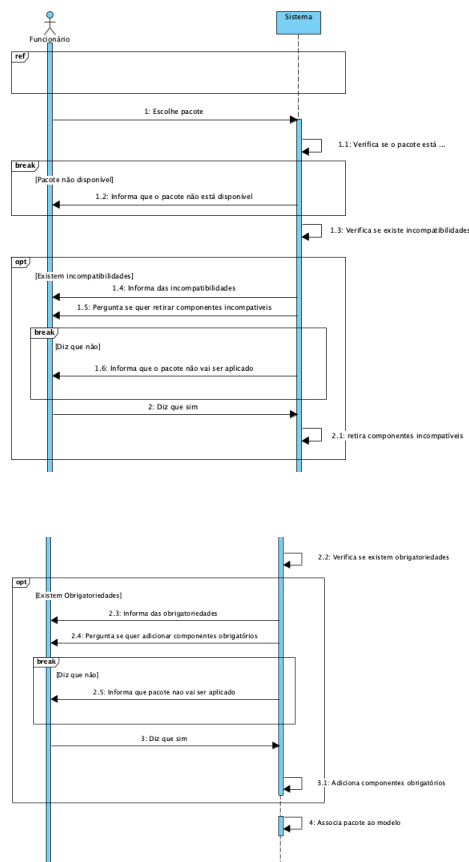 Sistema
Funcionário
ref
1: Escolhe pacote
1.1: Verifica se o pacote está ...
break
[Pacote não disponível]
1.2: Informa que o pacote não está disponível
1.3: Verifica se existe incompatibilidades
opt
[Existem incompatibilidades]
1.4: Informa das incompatibilidades
1.5: Pergunta se quer retirar componentes incompativeis
break
[Diz que não]
1.6: Informa que o pacote não vai ser aplicado
2: Diz que sim
2.1: retira componentes incompatíveis
2.2: Verifica se existem obrigatoriedades
opt
[Existem Obrigatoriedades]
2.3: Informa das obrigatoriedades
2.4: Pergunta se quer adicionar componentes obrigatórios
break
[Diz que não]
2.5: Informa que pacote nao vai ser aplicado
3: Diz que sim
3.1: Adiciona componentes obrigatórios
4: Associa pacote ao modelo